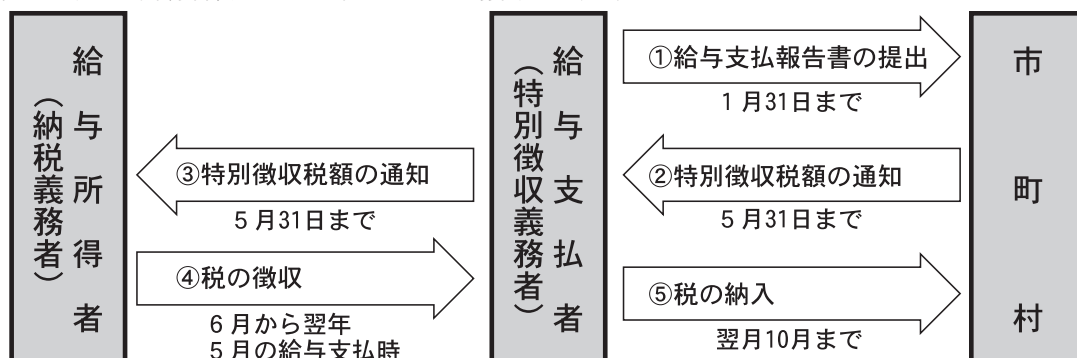 給与所得者
（納税義務者）
給与支払者
（特別徴収義務者）
市町村
①給与支払報告書の提出
1月31日まで
②特別徴収税額の通知
5月31日まで
③特別徴収税額の通知
5月31日まで
④税の徴収
6月から翌年
5月の給与支払時
⑤税の納入
翌月10月まで